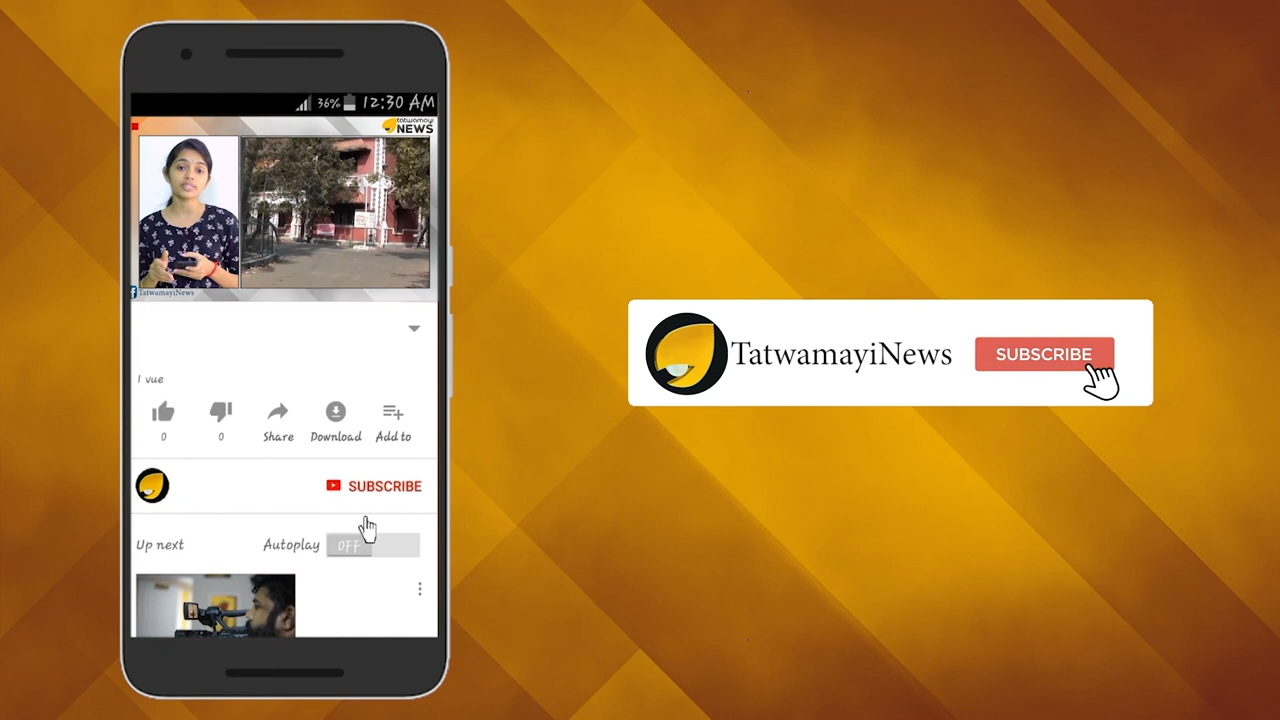 36% 12:30 AM
tatwamayi
NEWS
TatwamayiNews
1 vue
0 0 Share Download Add to
SUBSCRIBE
Up next Autoplay OFF
TatwamayiNews SUBSCRIBE